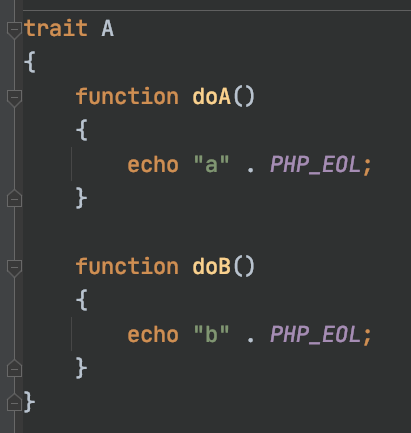 trait A
{
    function doA()
    {
        echo "a" . PHP_EOL;
    }

    function doB()
    {
        echo "b" . PHP_EOL;
    }
}